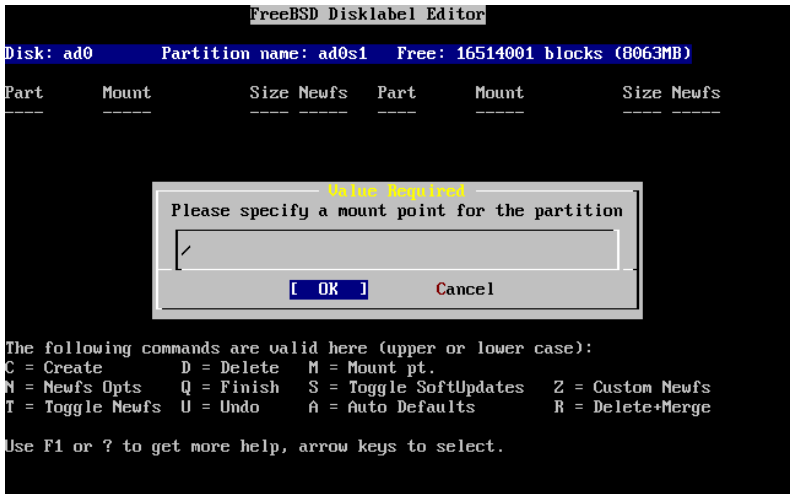 FreeBSD Disklabel Editor
Disk: ad0 Partition name: ad0s1 Free: 16514001 blocks (8063MB)
Part Mount Size Newfs Part Mount Size Newfs
---- ----- ---- ----- ---- ----- ---- -----
Value Required
Please specify a mount point for the partition
/
[ OK ] Cancel
The following commands are valid here (upper or lower case):
C = Create D = Delete M = Mount pt.
N = Newfs Opts Q = Finish S = Toggle SoftUpdates Z = Custom Newfs
T = Toggle Newfs U = Undo A = Auto Defaults R = Delete+Merge
Use F1 or ? to get more help, arrow keys to select.